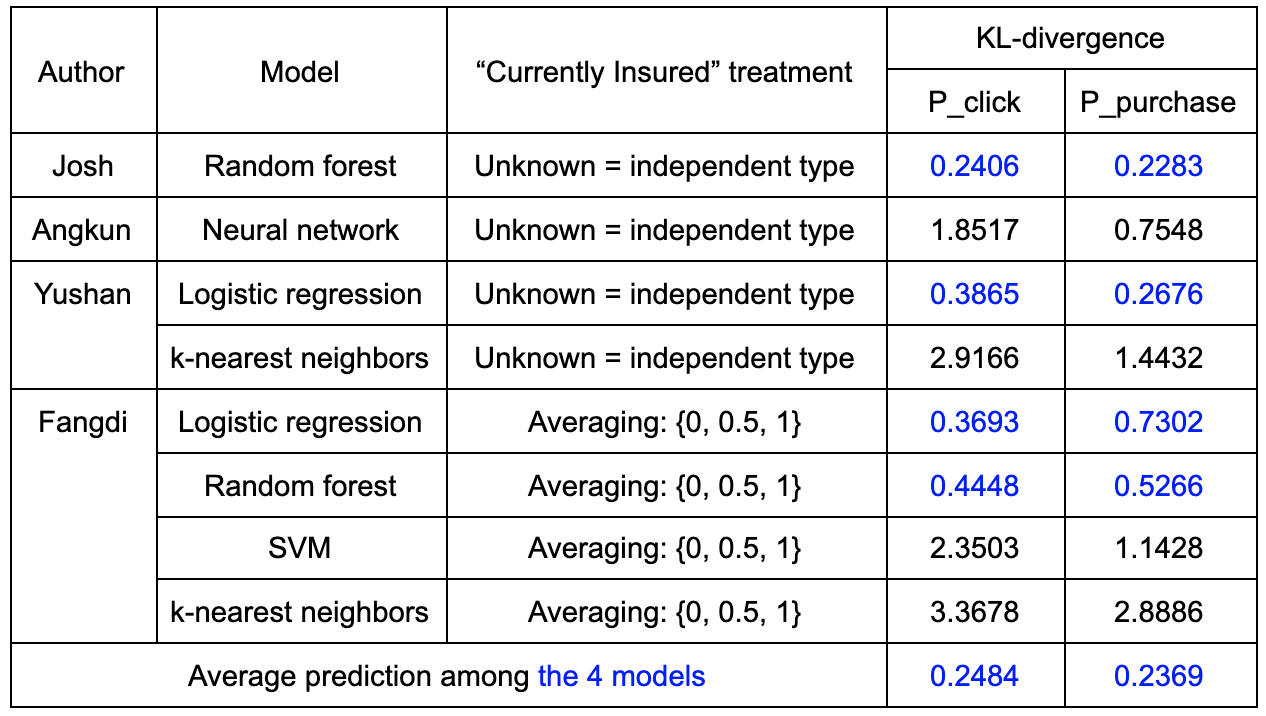 Author Model “Currently Insured” treatment KL-divergence
P_click P_purchase
Josh Random forest Unknown = independent type 0.2406 0.2283
Angkun Neural network Unknown = independent type 1.8517 0.7548
Yushan Logistic regression Unknown = independent type 0.3865 0.2676
k-nearest neighbors Unknown = independent type 2.9166 1.4432
Fangdi Logistic regression Averaging: {0, 0.5, 1} 0.3693 0.7302
Random forest Averaging: {0, 0.5, 1} 0.4448 0.5266
SVM Averaging: {0, 0.5, 1} 2.3503 1.1428
k-nearest neighbors Averaging: {0, 0.5, 1} 3.3678 2.8886
Average prediction among the 4 models 0.2484 0.2369